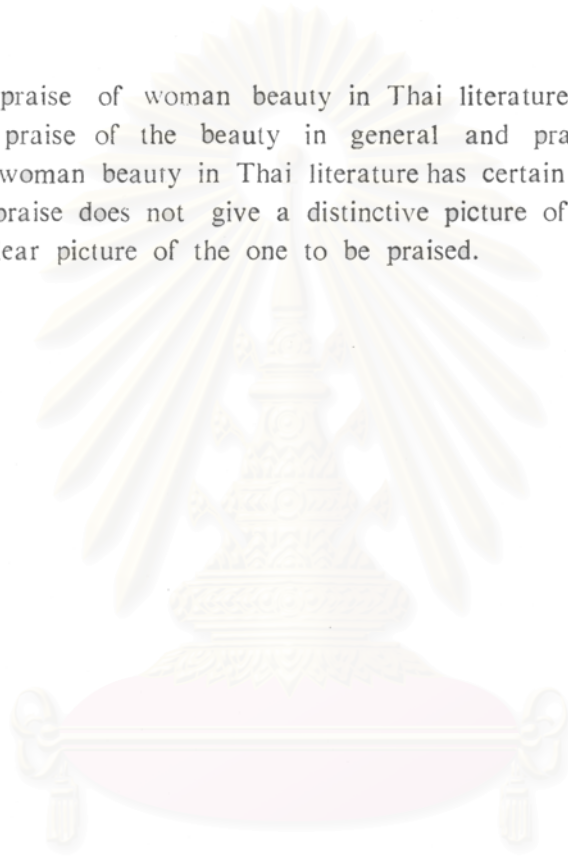 praise of woman beauty in Thai literature
praise of the beauty in general and pra
woman beauty in Thai literature has certain
praise does not give a distinctive picture of
ear picture of the one to be praised.